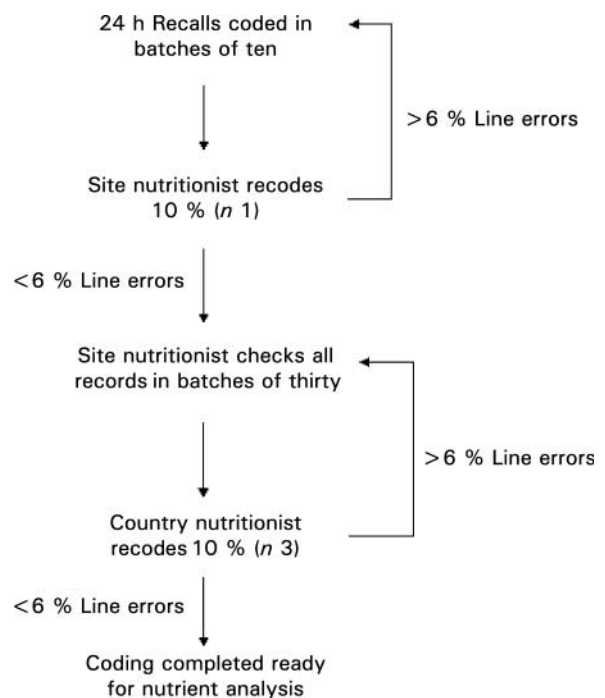 24 h Recalls coded in
batches of ten
>6 % Line errors
Site nutritionist recodes
10 % (n 1)
<6 % Line errors
Site nutritionist checks all
records in batches of thirty
>6 % Line errors
Country nutritionist
recodes 10 % (n 3)
<6 % Line errors
Coding completed ready
for nutrient analysis